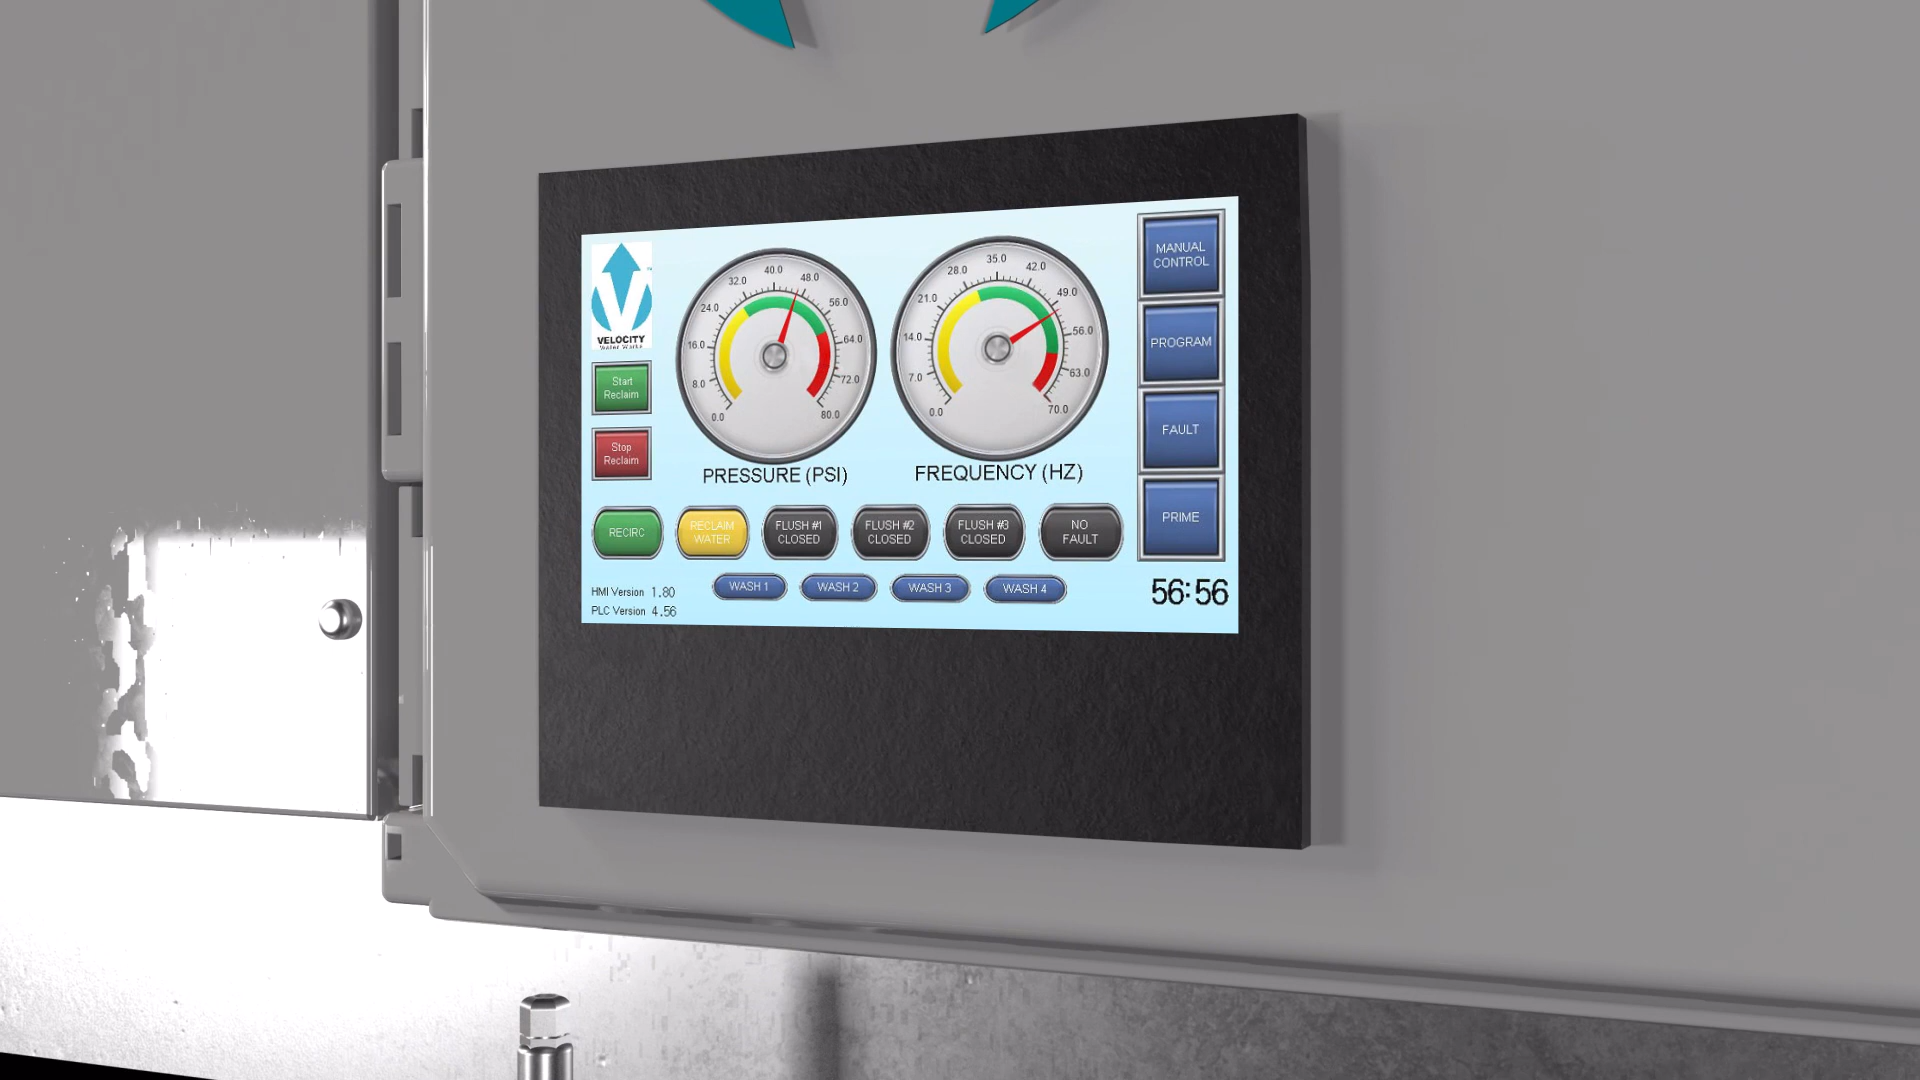 VELOCITY
Water Works
Start
Reclaim
Stop
Reclaim
0.0
8.0
16.0
24.0
32.0
40.0
48.0
56.0
64.0
72.0
80.0
PRESSURE (PSI)
0.0
7.0
14.0
21.0
28.0
35.0
42.0
49.0
56.0
63.0
70.0
FREQUENCY (HZ)
MANUAL
CONTROL
PROGRAM
FAULT
PRIME
RECIRC
RECLAIM
WATER
FLUSH #1
CLOSED
FLUSH #2
CLOSED
FLUSH #3
CLOSED
NO
FAULT
WASH 1
WASH 2
WASH 3
WASH 4
HMI Version 1.80
PLC Version 4.56
56:56